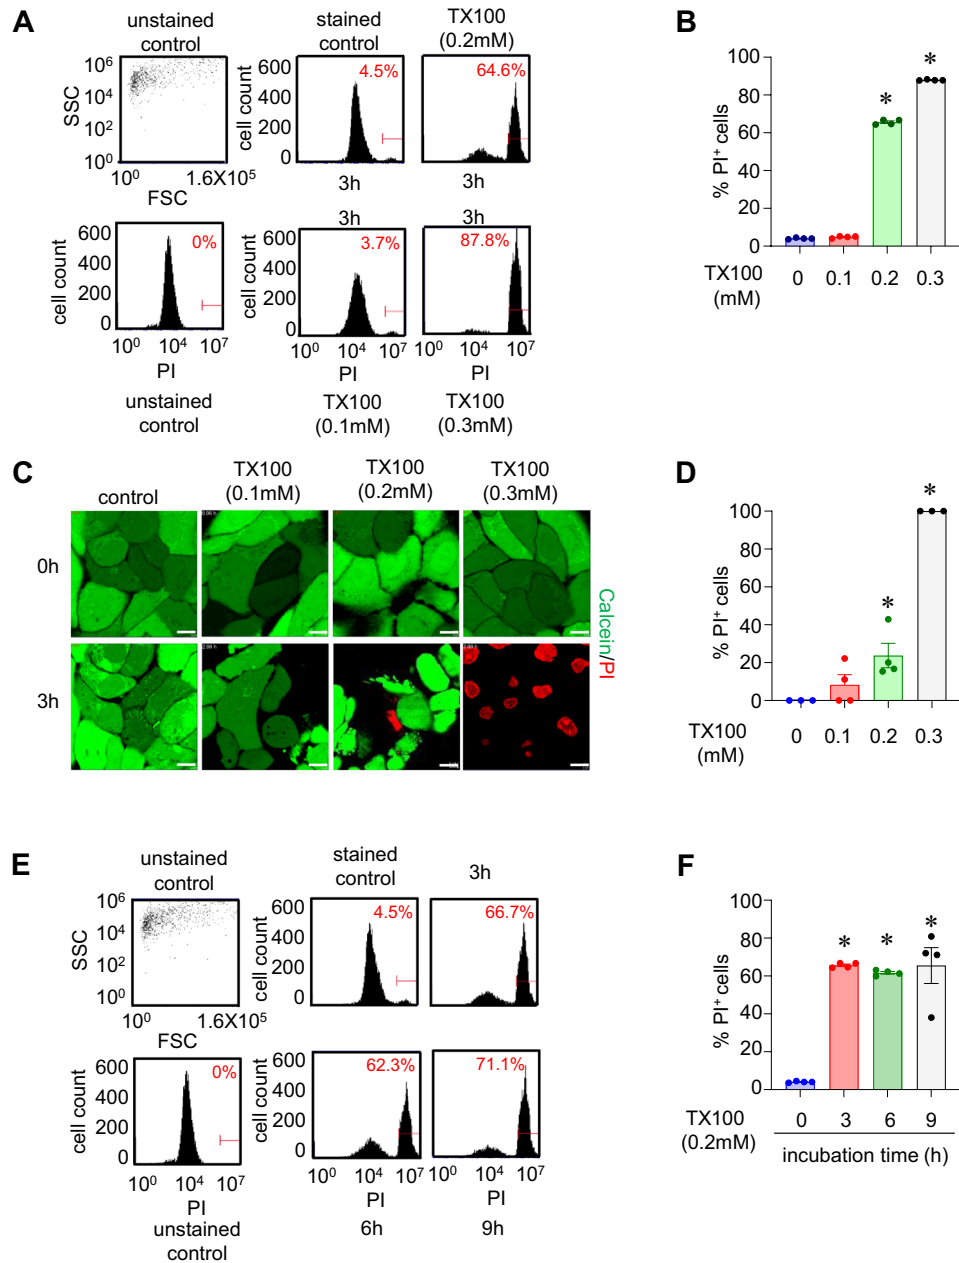 A
unstained
control
stained
control
TX100
(0.2mM)
10⁶
10⁴
10²
10⁰
SSC
10⁰
1.6X10⁵
FSC
600
400
200
0
cell count
4.5%
64.6%
3h
3h
3h
3h
600
400
200
0
cell count
0%
10⁰ 10⁴ 10⁷
PI
unstained
control
600
400
200
0
cell count
3.7%
87.8%
10⁰ 10⁴ 10⁷
10⁰ 10⁴ 10⁷
PI
PI
TX100
(0.1mM)
TX100
(0.3mM)
B
100
80
60
40
20
0
% PI⁺ cells
*
*
TX100
(mM)
0 0.1 0.2 0.3
C
control
TX100
(0.1mM)
TX100
(0.2mM)
TX100
(0.3mM)
0h
3h
Calcein/PI
D
100
80
60
40
20
0
% PI⁺ cells
*
*
TX100
(mM)
0 0.1 0.2 0.3
E
unstained
control
stained
control
3h
10⁶
10⁴
10²
10⁰
SSC
10⁰
1.6X10⁵
FSC
600
400
200
0
cell count
4.5%
66.7%
600
400
200
0
cell count
0%
10⁰ 10⁴ 10⁷
PI
unstained
control
600
400
200
0
cell count
62.3%
71.1%
10⁰ 10⁴ 10⁷
10⁰ 10⁴ 10⁷
PI
PI
6h
9h
F
100
80
60
40
20
0
% PI⁺ cells
*
*
*
TX100
(0.2mM)
0 3 6 9
incubation time (h)